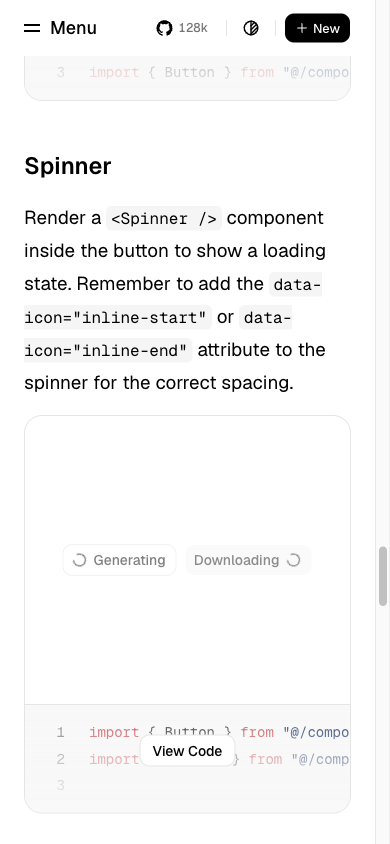 Menu 128k + New
3 import { Button } from "@/compo
Spinner
Render a <Spinner /> component
inside the button to show a loading
state. Remember to add the data-
icon="inline-start" or data-
icon="inline-end" attribute to the
spinner for the correct spacing.
Generating Downloading
1 import { Button } from "@/compo
2 import } from "@/comp
View Code
3